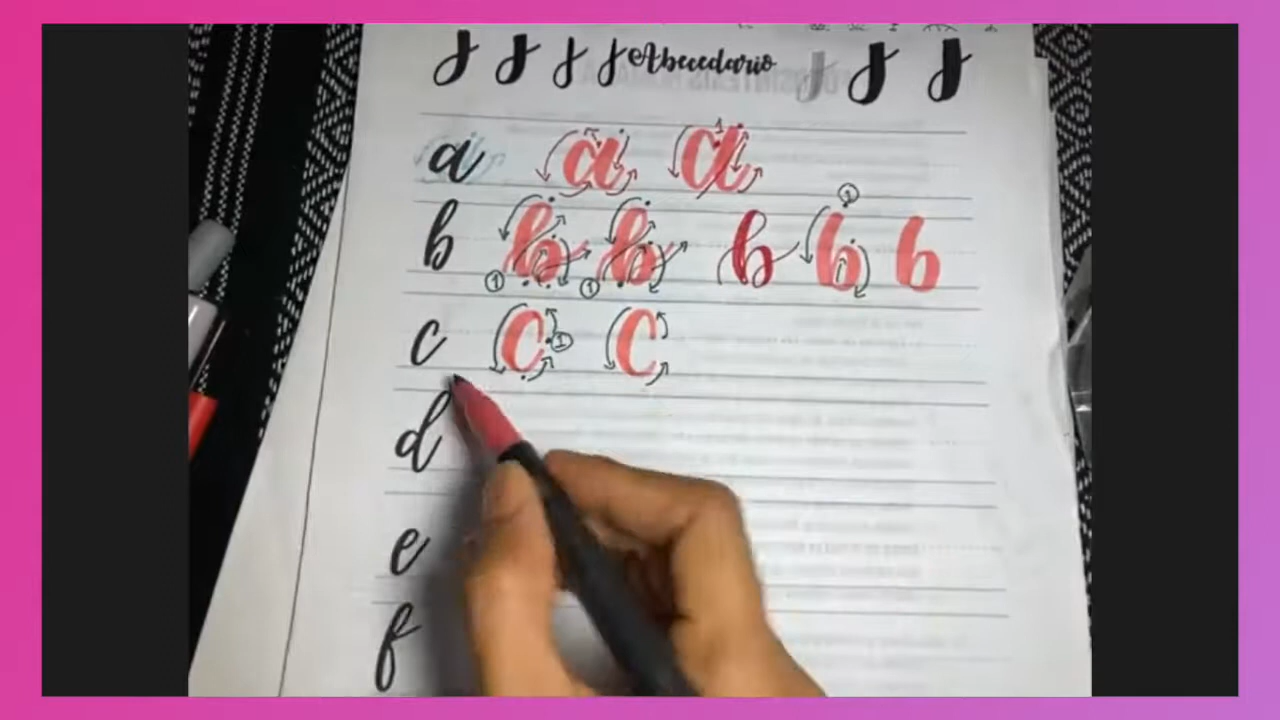 J J J J Abecedario J J J
a a a
b b b b b b
c c c
d
e
f